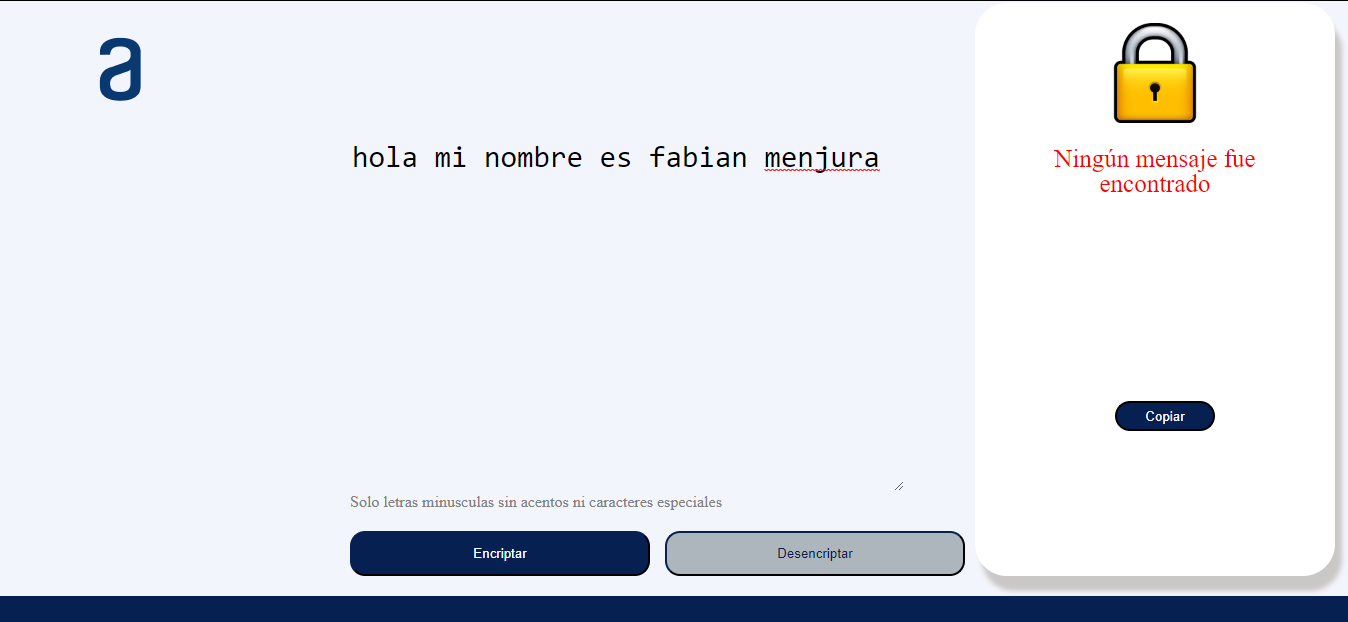 a
hola mi nombre es fabian menjura
Solo letras minusculas sin acentos ni caracteres especiales
Encriptar
Desencriptar
Ningún mensaje fue
encontrado
Copiar